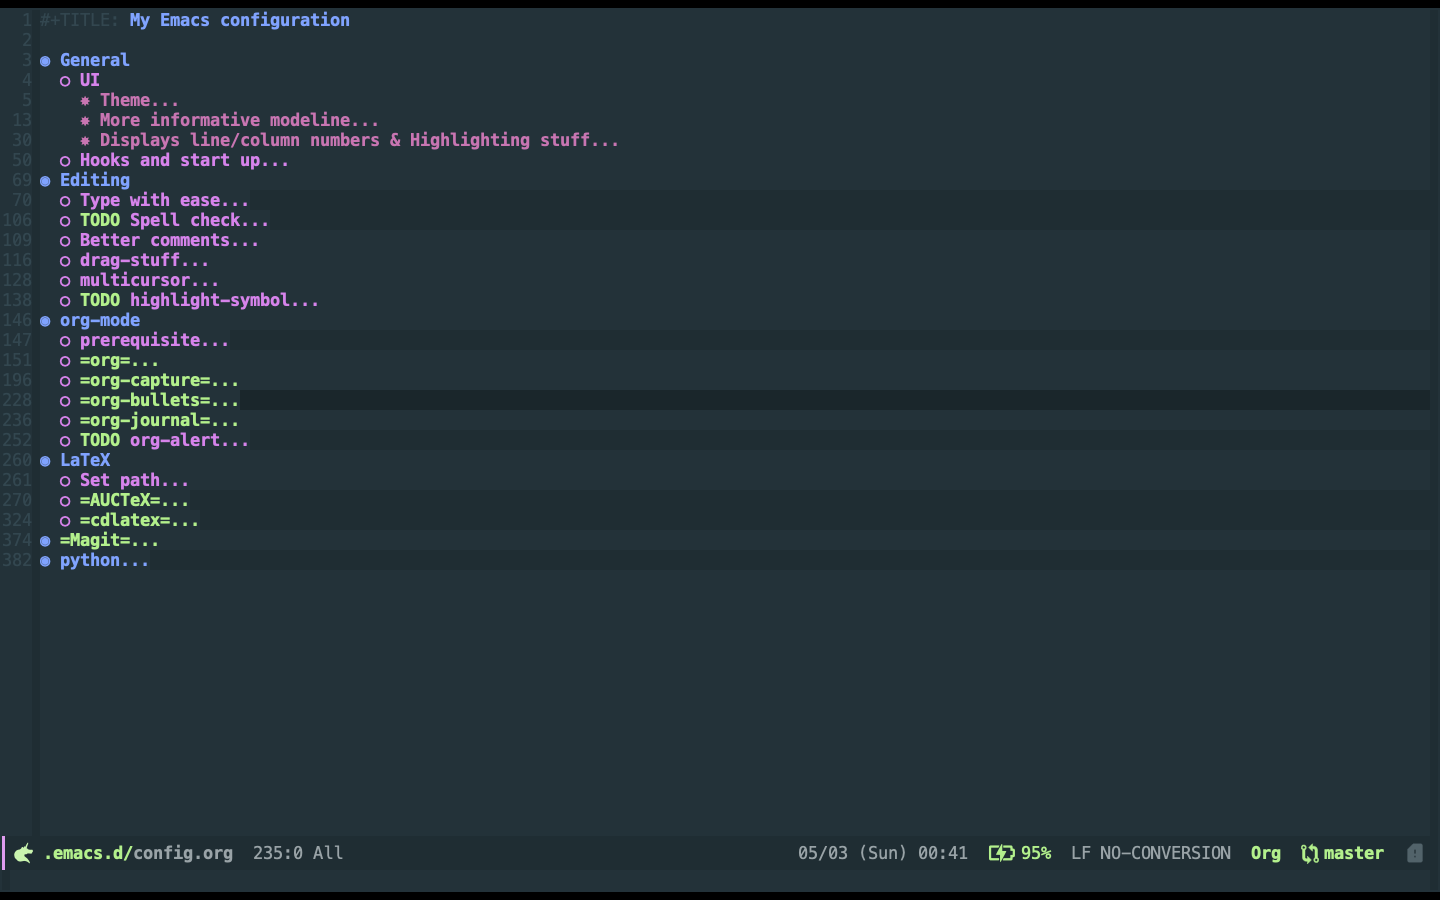 1 #+TITLE: My Emacs configuration
2
3 ◉ General
4 ○ UI
5 ✸ Theme...
13 ✸ More informative modeline...
30 ✸ Displays line/column numbers & Highlighting stuff...
50 ○ Hooks and start up...
69 ◉ Editing
70 ○ Type with ease...
106 ○ TODO Spell check...
109 ○ Better comments...
116 ○ drag-stuff...
128 ○ multicursor...
138 ○ TODO highlight-symbol...
146 ◉ org-mode
147 ○ prerequisite...
151 ○ =org=...
196 ○ =org-capture=...
228 ○ =org-bullets=...
236 ○ =org-journal=...
252 ○ TODO org-alert...
260 ◉ LaTeX
261 ○ Set path...
270 ○ =AUCTeX=...
324 ○ =cdlatex=...
374 ◉ =Magit=...
382 ◉ python...
.emacs.d/config.org 235:0 All 05/03 (Sun) 00:41 95% LF NO-CONVERSION Org master